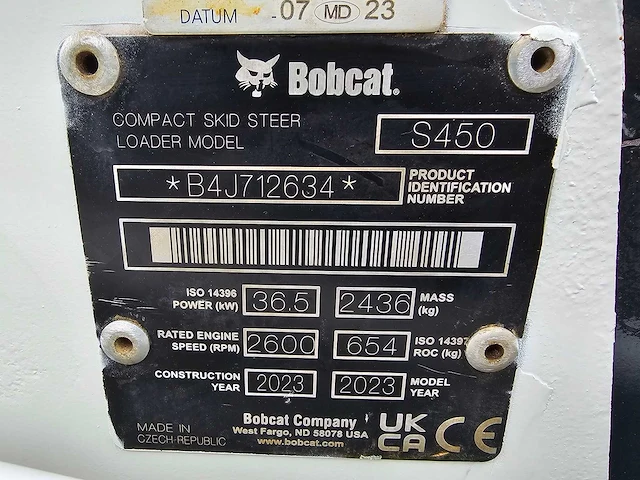 DATUM -07 MD 23
Bobcat.
COMPACT SKID STEER
LOADER MODEL
S450
*B4J712634*
PRODUCT
IDENTIFICATION
NUMBER
ISO 14396
POWER (kW)
36.5
2436
MASS
(kg)
RATED ENGINE
SPEED (RPM)
2600
654
ISO 14397
ROC (kg)
CONSTRUCTION
YEAR
2023
2023
MODEL
YEAR
MADE IN
CZECH REPUBLIC
Bobcat Company
West Fargo, ND 58078 USA
www.bobcat.com
UK
CA
CE